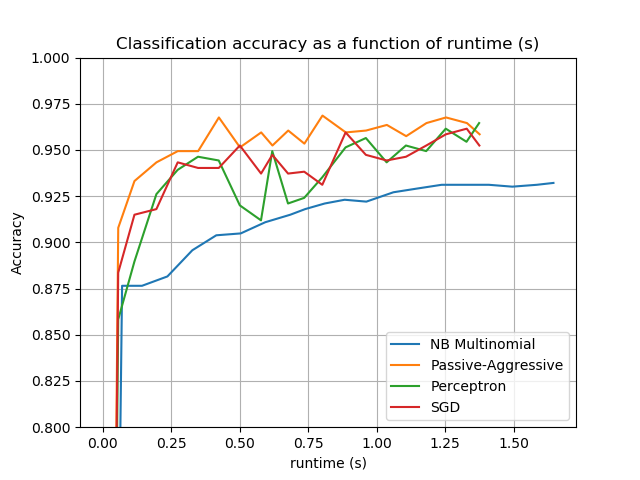 Classification accuracy as a function of runtime (s)
1.000
0.975
0.950
0.925
0.900
0.875
0.850
0.825
0.800
Accuracy
NB Multinomial
Passive-Aggressive
Perceptron
SGD
0.00 0.25 0.50 0.75 1.00 1.25 1.50
runtime (s)